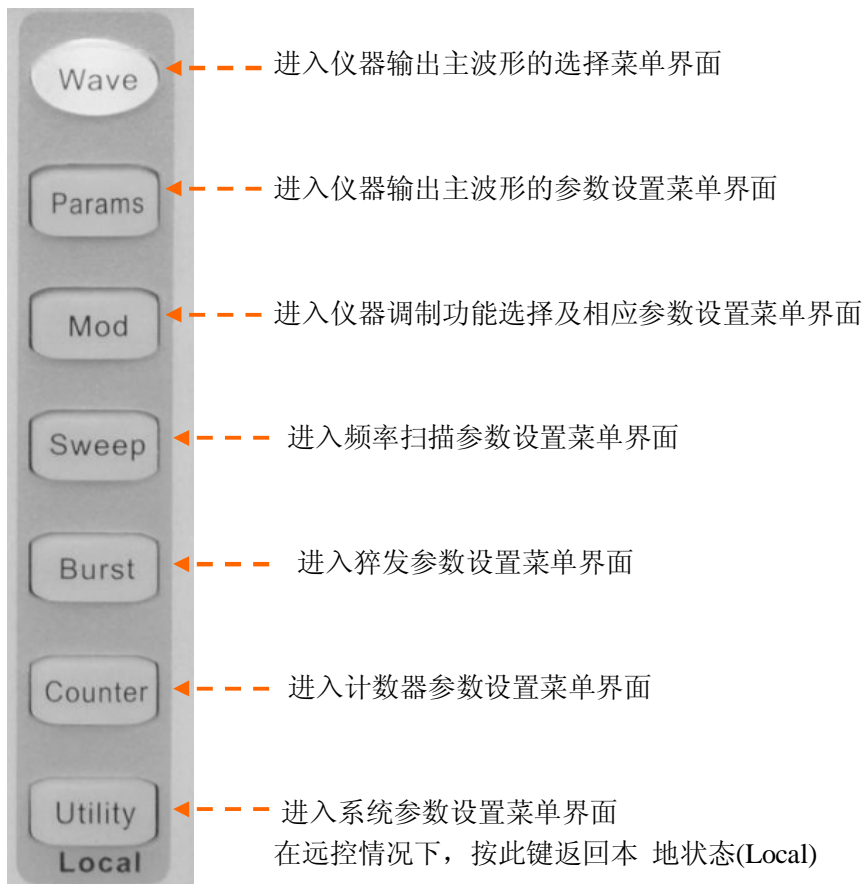 Wave
进入仪器输出主波形的选择菜单界面
Params
进入仪器输出主波形的参数设置菜单界面
Mod
进入仪器调制功能选择及相应参数设置菜单界面
Sweep
进入频率扫描参数设置菜单界面
Burst
进入猝发参数设置菜单界面
Counter
进入计数器参数设置菜单界面
Utility
进入系统参数设置菜单界面
Local
在远控情况下，按此键返回本 地状态(Local)